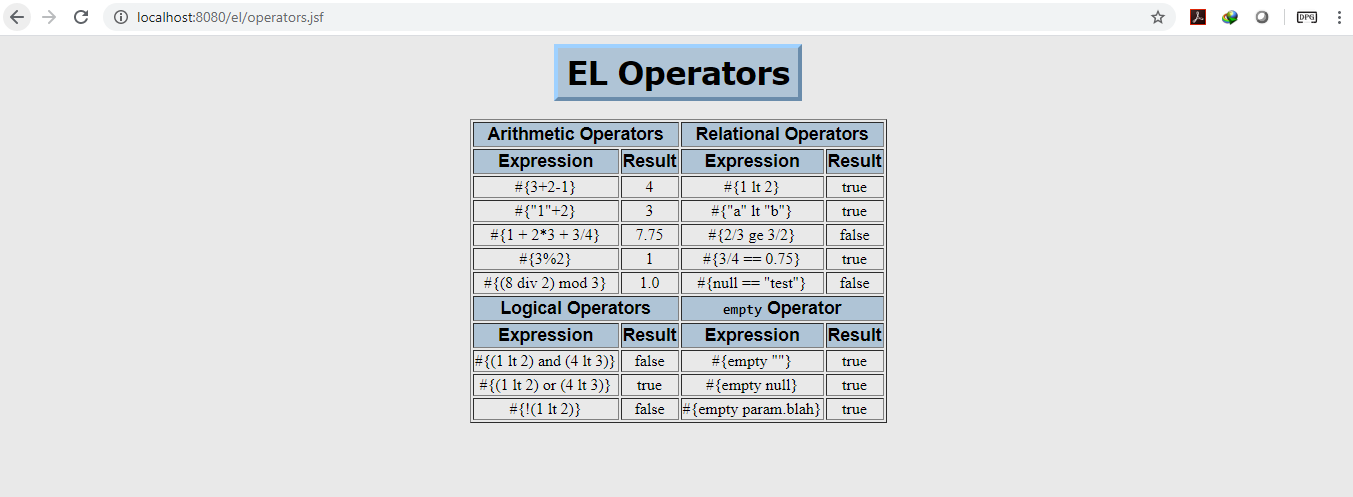 localhost:8080/el/operators.jsf
DPG
EL Operators
Arithmetic Operators Relational Operators
Expression Result Expression Result
#{3+2-1} 4 #{1 lt 2} true
#{"1"+2} 3 #{"a" lt "b"} true
#{1 + 2*3 + 3/4} 7.75 #{2/3 ge 3/2} false
#{3%2} 1 #{3/4 == 0.75} true
#{(8 div 2) mod 3} 1.0 #{null == "test"} false
Logical Operators empty Operator
Expression Result Expression Result
#{(1 lt 2) and (4 lt 3)} false #{empty ""} true
#{(1 lt 2) or (4 lt 3)} true #{empty null} true
#{!(1 lt 2)} false #{empty param.blah} true